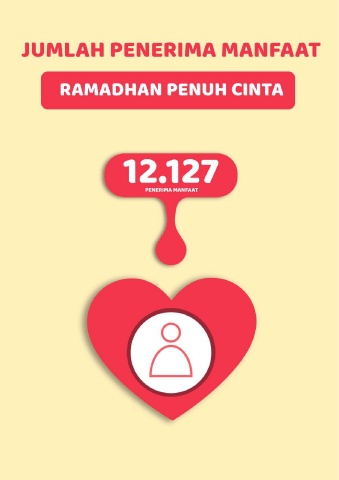 JUMLAH PENERIMA MANFAAT
RAMADHAN PENUH CINTA
12.127
PENERIMA MANFAAT